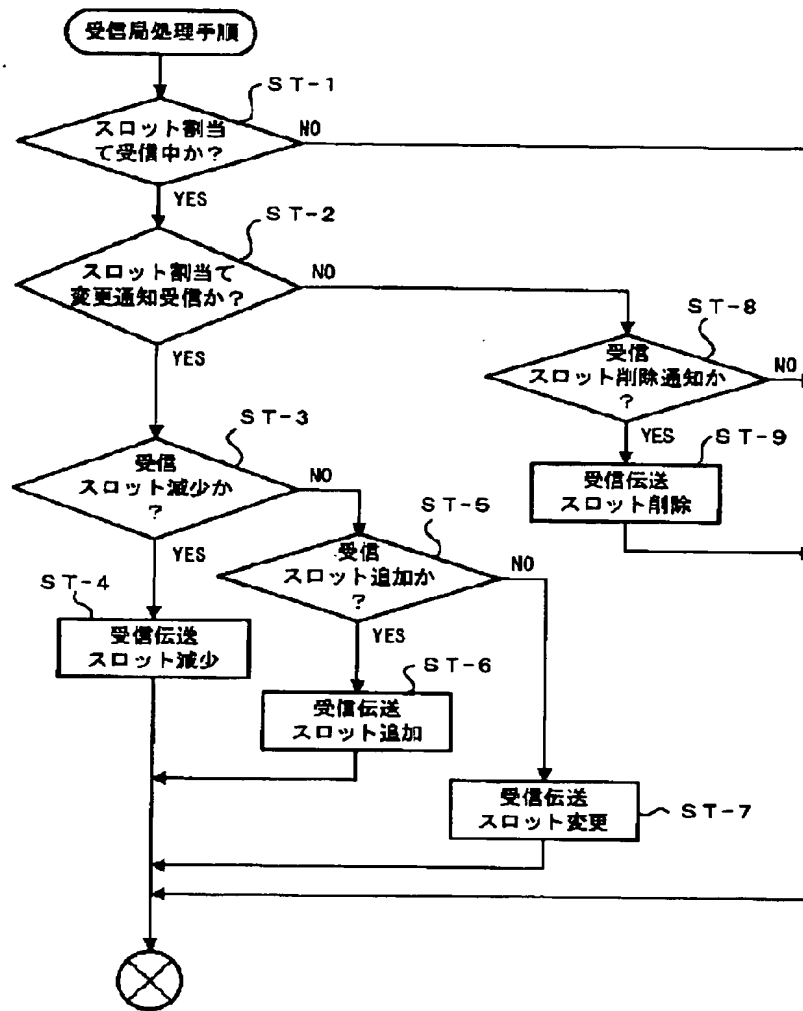 受信局処理手順
ST-1
スロット割当
て受信中か?
NO
YES
ST-2
スロット割当て
変更通知受信か?
NO
YES
ST-8
受信
スロット削除通知か
?
NO
YES
ST-9
受信伝送
スロット削除
ST-3
受信
スロット減少か
?
NO
YES
ST-5
受信
スロット追加か
?
NO
YES
ST-4
受信伝送
スロット減少
ST-6
受信伝送
スロット追加
受信伝送
スロット変更
ST-7